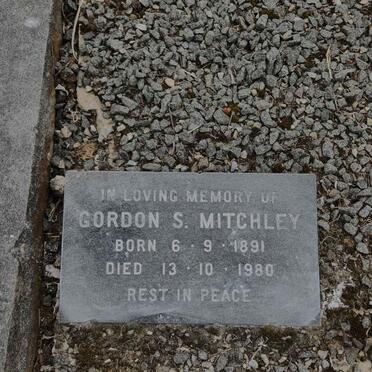 IN LOVING MEMORY OF
GORDON S. MITCHLEY
BORN 6 · 9 · 1891
DIED 13 · 10 · 1980
REST IN PEACE